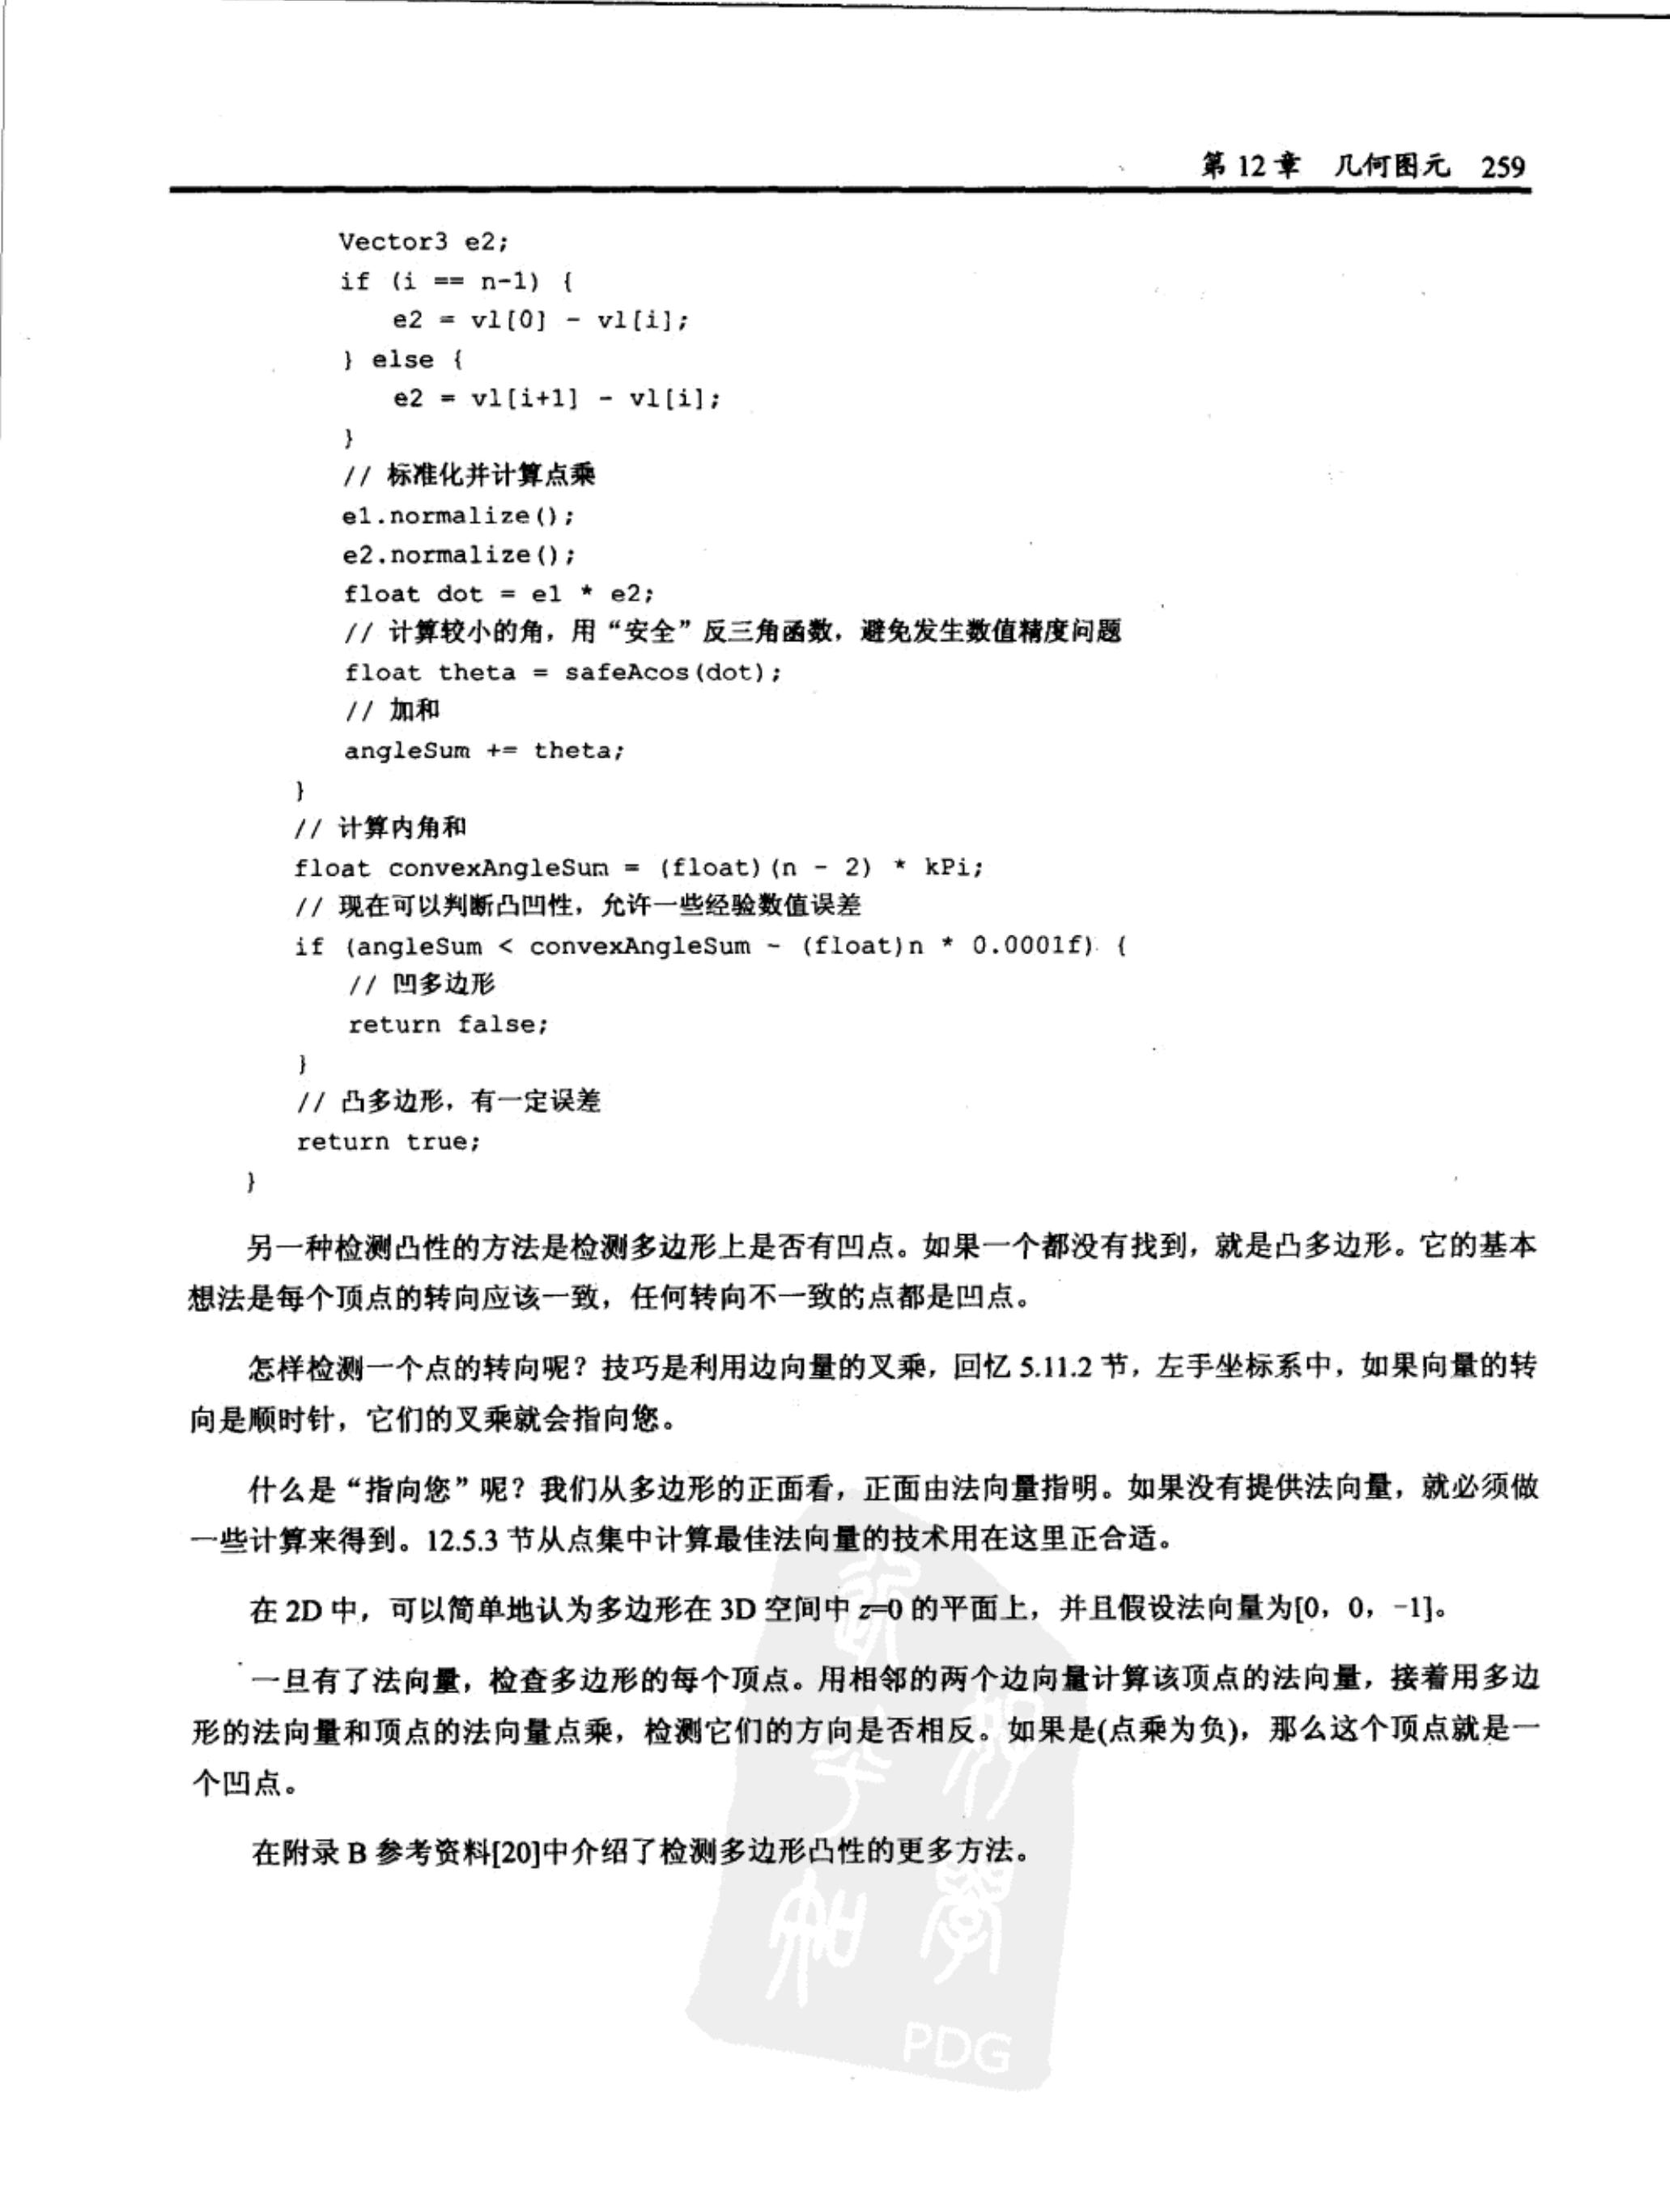 第 12 章 几何图元 259
Vector3 e2;
if (i == n-1) {
e2 = vl[0] - vl[i];
} else {
e2 = vl[i+1] - vl[i];
}
// 标准化并计算点乘
e1.normalize();
e2.normalize();
float dot = e1 * e2;
// 计算较小的角，用“安全”反三角函数，避免发生数值精度问题
float theta = safeAcos(dot);
// 加和
angleSum += theta;
}
// 计算内角和
float convexAngleSum = (float)(n - 2) * kPi;
// 现在可以判断凸凹性，允许一些经验数值误差
if (angleSum < convexAngleSum - (float)n * 0.0001f) {
// 凹多边形
return false;
}
// 凸多边形，有一定误差
return true;
}
另一种检测凸性的方法是检测多边形上是否有凹点。如果一个都没有找到，就是凸多边形。它的基本
想法是每个顶点的转向应该一致，任何转向不一致的点都是凹点。
怎样检测一个点的转向呢？技巧是利用边向量的叉乘，回忆 5.11.2 节，左手坐标系中，如果向量的转
向是顺时针，它们的叉乘就会指向您。
什么是“指向您”呢？我们从多边形的正面看，正面由法向量指明。如果没有提供法向量，就必须做
一些计算来得到。12.5.3 节从点集中计算最佳法向量的技术用在这里正合适。
在 2D 中，可以简单地认为多边形在 3D 空间中 z=0 的平面上，并且假设法向量为[0，0，-1]。
一旦有了法向量，检查多边形的每个顶点。用相邻的两个边向量计算该顶点的法向量，接着用多边
形的法向量和顶点的法向量点乘，检测它们的方向是否相反。如果是(点乘为负)，那么这个顶点就是一
个凹点。
在附录 B 参考资料[20]中介绍了检测多边形凸性的更多方法。
PDG